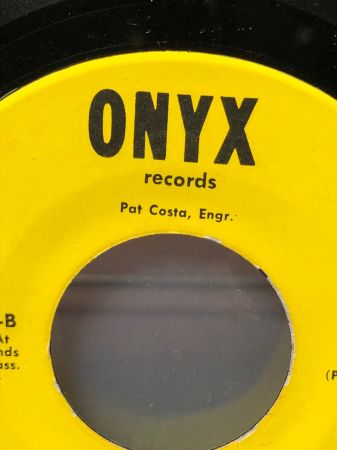 ONYX
records
Pat Costa, Engr.
-B
At
nds
ass.
(P